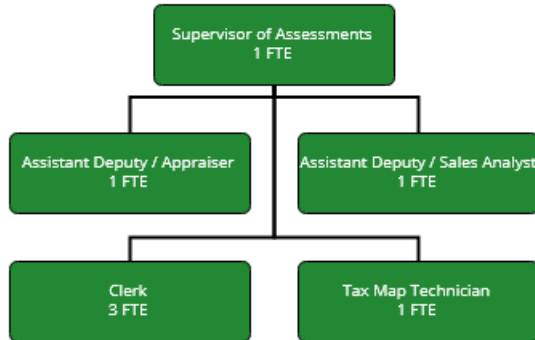 Supervisor of Assessments
1 FTE
Assistant Deputy / Appraiser
1 FTE
Assistant Deputy / Sales Analyst
1 FTE
Clerk
3 FTE
Tax Map Technician
1 FTE